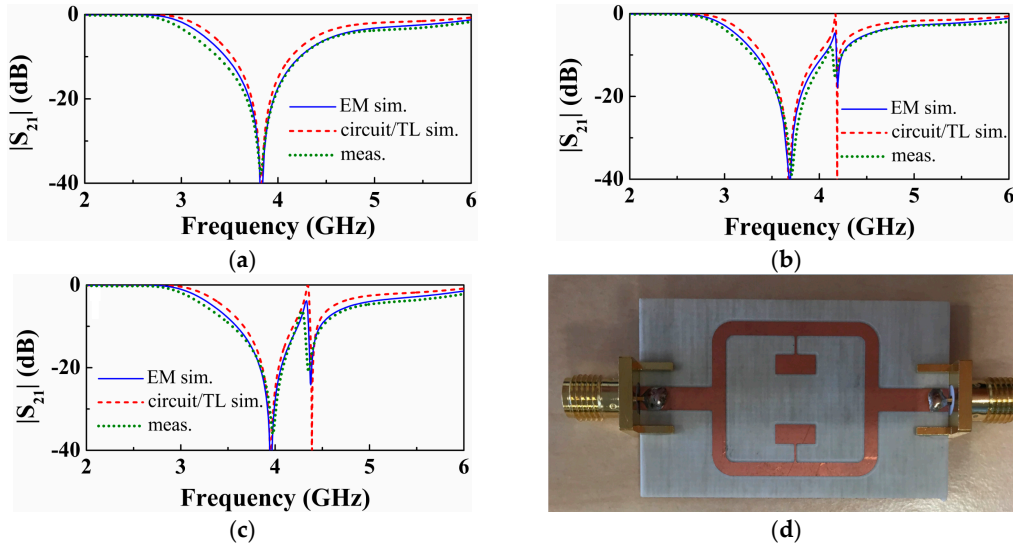 0
-20
-40
|S21| (dB)
EM sim.
circuit/TL sim.
meas.
2 3 4 5 6
Frequency (GHz)
(a)
0
-20
-40
|S21| (dB)
EM sim.
circuit/TL sim.
meas.
2 3 4 5 6
Frequency (GHz)
(b)
0
-20
-40
|S21| (dB)
EM sim.
circuit/TL sim.
meas.
2 3 4 5 6
Frequency (GHz)
(c)
(d)